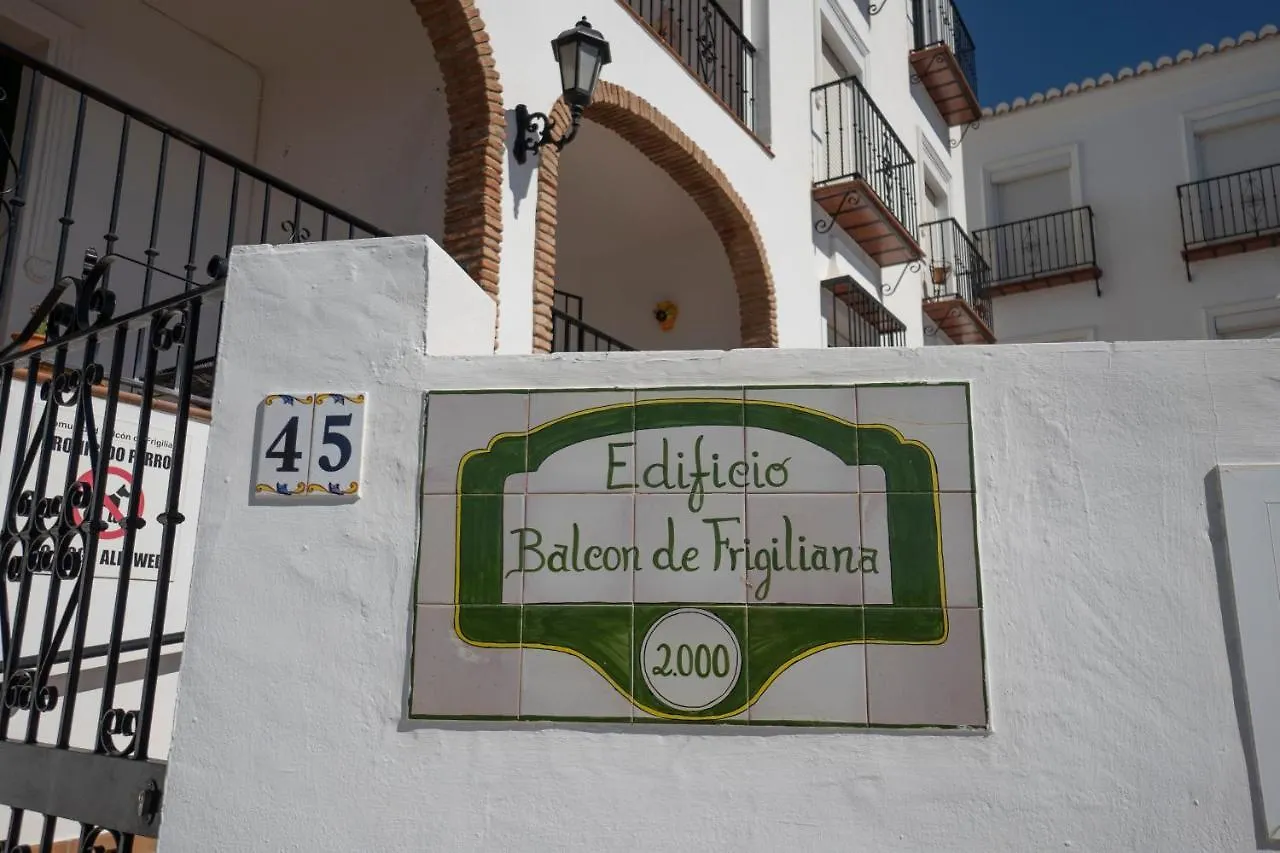 45
Edificio
Balcon de Frigiliana
2.000